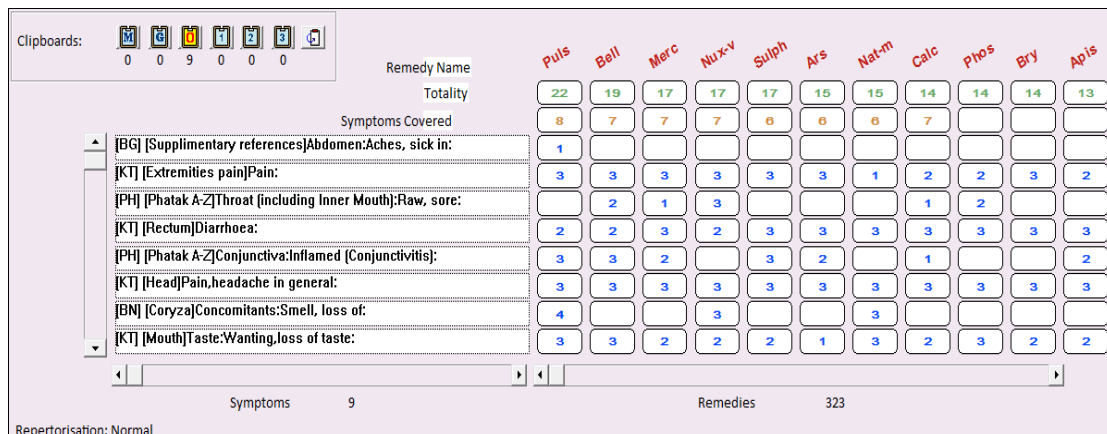 Clipboards:
M G O 1 2 3
0 0 9 0 0 0
Remedy Name Puls Bell Merc Nux-v Sulph Ars Nat-m Calc Phos Bry Apis
Totality 22 19 17 17 17 15 15 14 14 14 13
Symptoms Covered 8 7 7 7 6 6 6 7
[BG] [Supplimentary references]Abdomen:Aches, sick in: 1
[KT] [Extremities pain]Pain: 3 3 3 3 3 3 1 2 2 3 2
[PH] [Phatak A-Z]Throat (including Inner Mouth):Raw, sore: 2 1 3 1 2
[KT] [Rectum]Diarrhoea: 2 2 3 2 3 3 3 3 3 3 3
[PH] [Phatak A-Z]Conjunctiva:Inflamed (Conjunctivitis): 3 3 2 3 2 1 2
[KT] [Head]Pain,headache in general: 3 3 3 3 3 3 3 3 3 3 3
[BN] [Coryza]Concomitants:Smell, loss of: 4 3 3
[KT] [Mouth]Taste:Wanting,loss of taste: 3 3 2 2 2 1 3 2 3 2 2
Symptoms 9 Remedies 323
Repertorisation: Normal